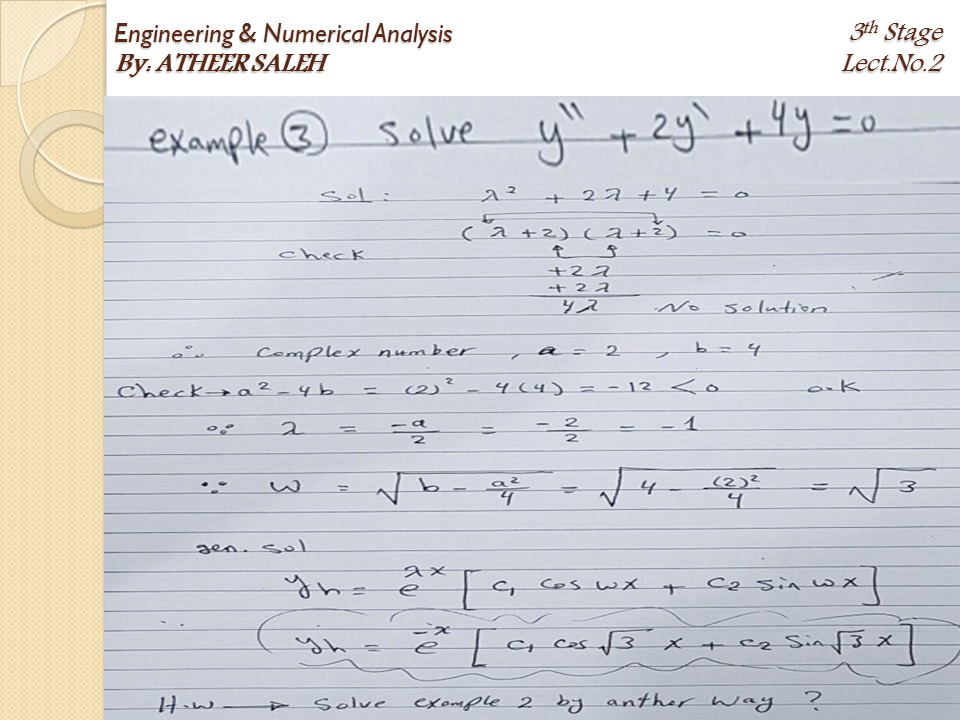 Engineering & Numerical Analysis
By: ATHEER SALEH
3th Stage
Lect.No.2
example ③ solve y'' + 2y' + 4y = 0
Sol: λ² + 2λ + 4 = 0
(λ + 2) (λ + 2) = 0
check
+2λ
+2λ
4λ No solution
∴ complex number , a = 2 , b = 4
Check → a² - 4b = (2)² - 4(4) = -12 < 0 o.k
∵ λ = -a/2 = -2/2 = -1
∵ w = √(b - a²/4) = √(4 - (2)²/4) = √3
gen. sol
yh = e^λx [ c₁ cos wx + c₂ sin wx ]
∴ yh = e^-x [ c₁ cos √3 x + c₂ sin √3 x ]
H.w → Solve example 2 by anther way ?